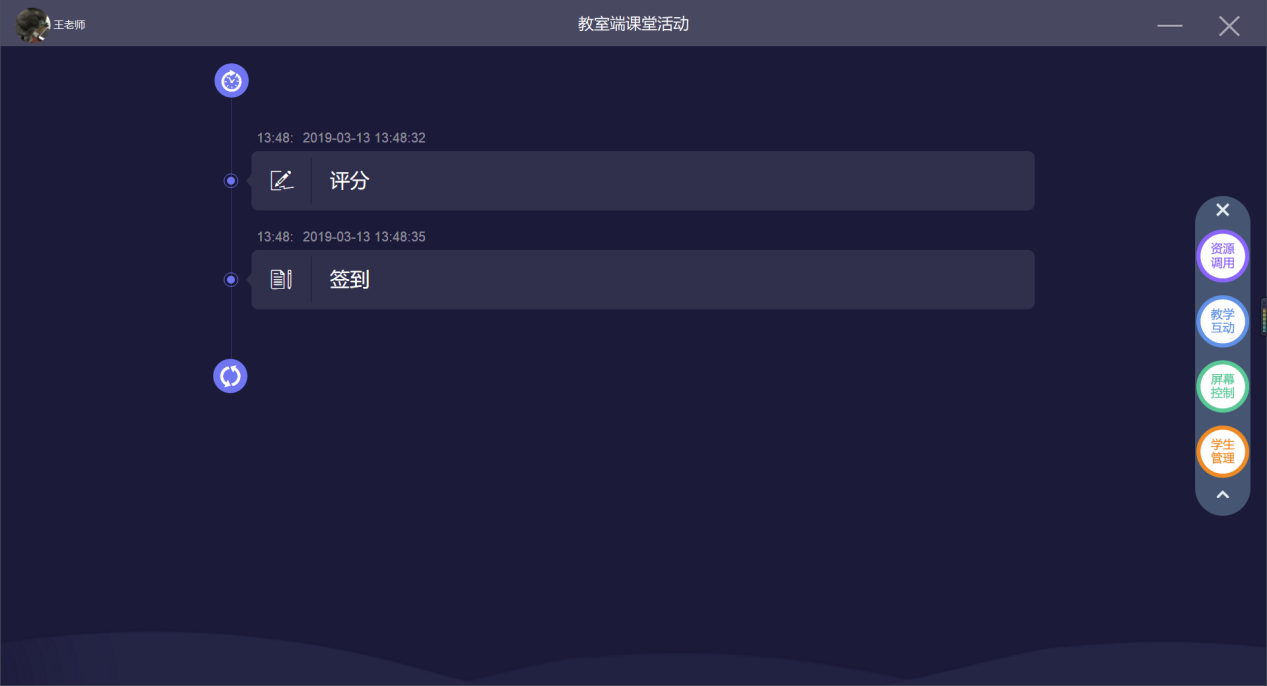 王老师
教室端课堂活动
13:48: 2019-03-13 13:48:32
评分
13:48: 2019-03-13 13:48:35
签到
资源
调用
教学
互动
屏幕
控制
学生
管理